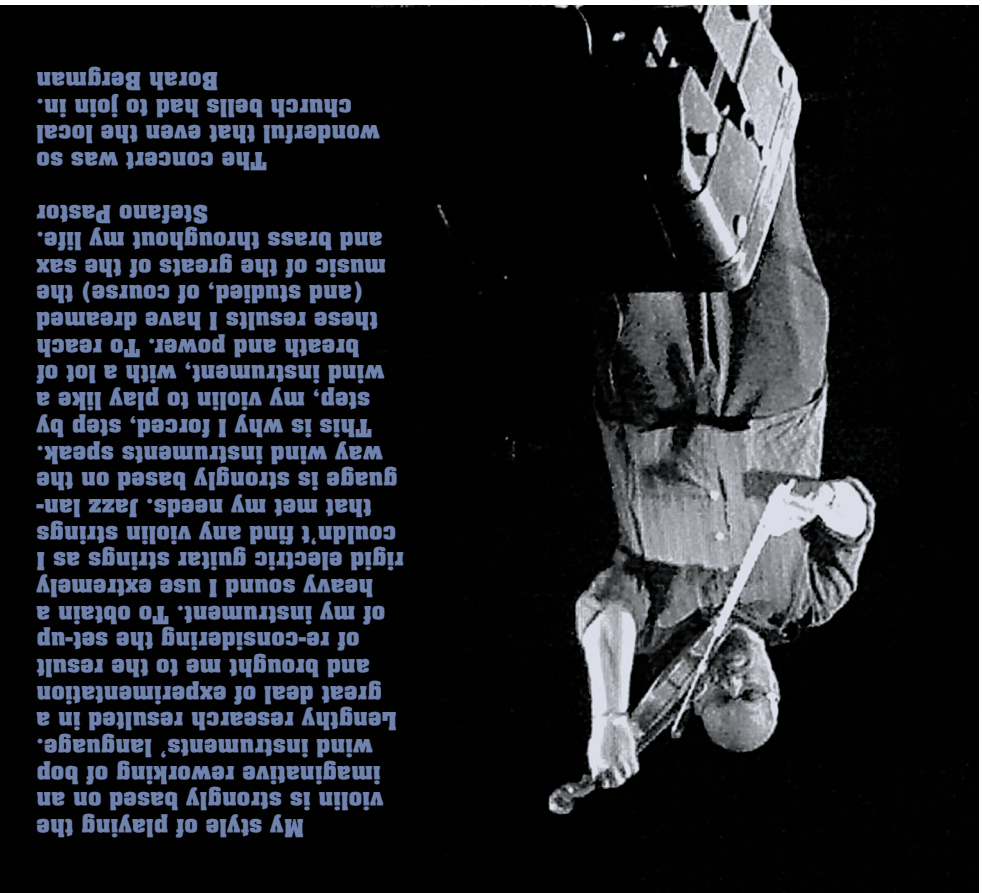 My style of playing the
violin is strongly based on an
imaginative reworking of bop
wind instruments' language.
Lengthy research resulted in a
great deal of experimentation
and brought me to the result
of re-considering the set-up
of my instrument. To obtain a
heavy sound I use extremely
rigid electric guitar strings as I
couldn't find any violin strings
that met my needs. Jazz lan-
guage is strongly based on the
way wind instruments speak.
This is why I forced, step by
step, my violin to play like a
wind instrument, with a lot of
breath and power. To reach
these results I have dreamed
(and studied, of course) the
music of the greats of the sax
and brass throughout my life.
Stefano Pastor
The concert was so
wonderful that even the local
church bells had to join in.
Borah Bergman